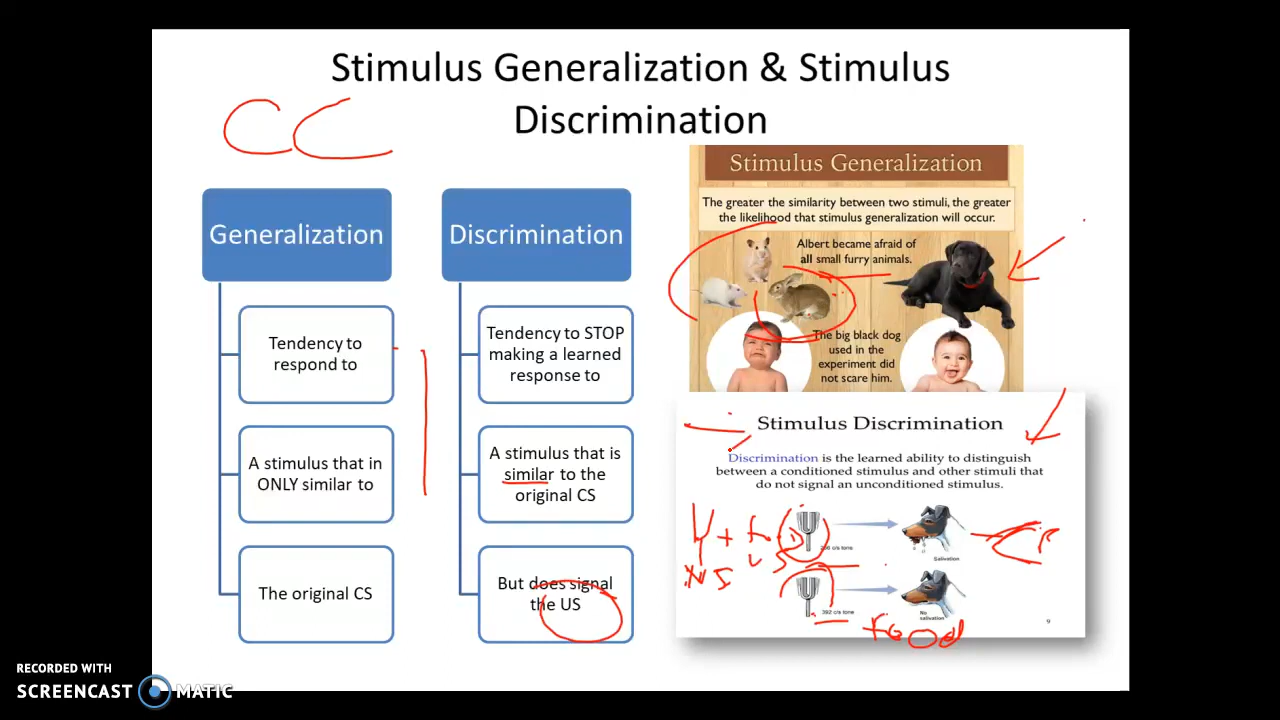 Stimulus Generalization & Stimulus
Discrimination
CC
Generalization
Tendency to
respond to
A stimulus that in
ONLY similar to
The original CS
Discrimination
Tendency to STOP
making a learned
response to
A stimulus that is
similar to the
original CS
But does signal
the US
Stimulus Generalization
The greater the similarity between two stimuli, the greater
the likelihood that stimulus generalization will occur.
Albert became afraid of
all small furry animals.
The big black dog
used in the
experiment did
not scare him.
Stimulus Discrimination
Discrimination is the learned ability to distinguish
between a conditioned stimulus and other stimuli that
do not signal an unconditioned stimulus.
c/s tone
Salivation
392 c/s tone
No
salivation
food
9
RECORDED WITH
SCREENCAST MATIC